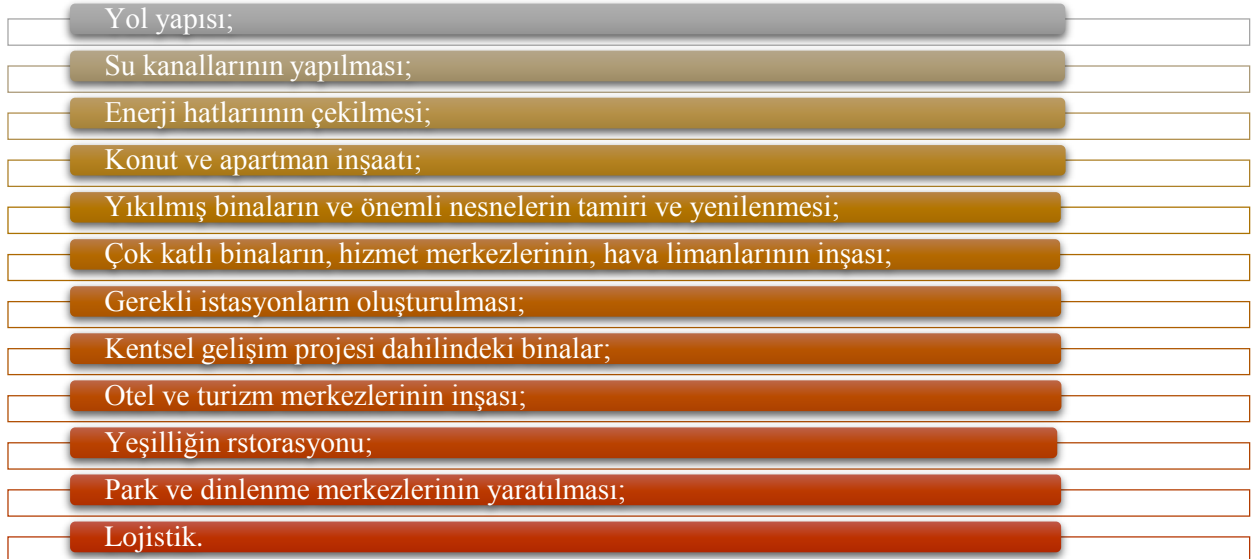 Yol yapısı;
Su kanallarının yapılması;
Enerji hatlarıının çekilmesi;
Konut ve apartman inşaatı;
Yıkılmış binaların ve önemli nesnelerin tamiri ve yenilenmesi;
Çok katlı binaların, hizmet merkezlerinin, hava limanlarının inşası;
Gerekli istasyonların oluşturulması;
Kentsel gelişim projesi dahilindeki binalar;
Otel ve turizm merkezlerinin inşası;
Yeşilliğin rstorasyonu;
Park ve dinlenme merkezlerinin yaratılması;
Lojistik.